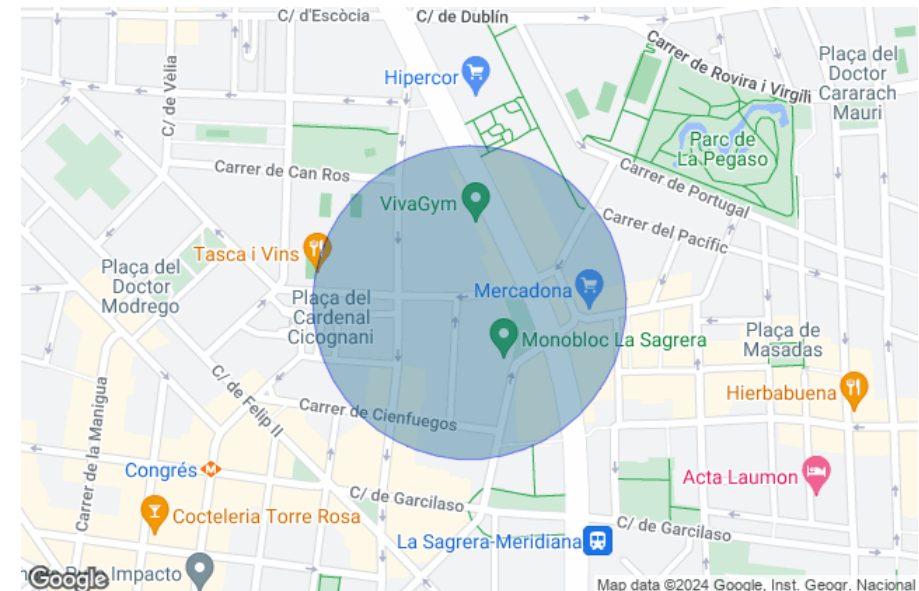 C/ d'Escòcia
C/ de Dublín
Carrer de Rovira i Virgili
Plaça del
Doctor
Cararach
Mauri
Hipercor
C/ de Vèlia
Parc de
La Pegaso
Carrer de Can Ros
Carrer de Portugal
VivaGym
Carrer del Pacífic
Tasca i Vins
Plaça del
Doctor
Modrego
Mercadona
Plaça del
Cardenal
Cicognani
Monobloc La Sagrera
Plaça de
Masadas
Hierbabuena
C/ de Felip II
Carrer de la Manigua
Carrer de Cienfuegos
Congrés
M
Acta Laumon
C/ de Garcilaso
Cocteleria Torre Rosa
C/ de Garcilaso
La Sagrera-Meridiana
Impacto
Google
Map data ©2024 Google, Inst. Geogr. Nacional